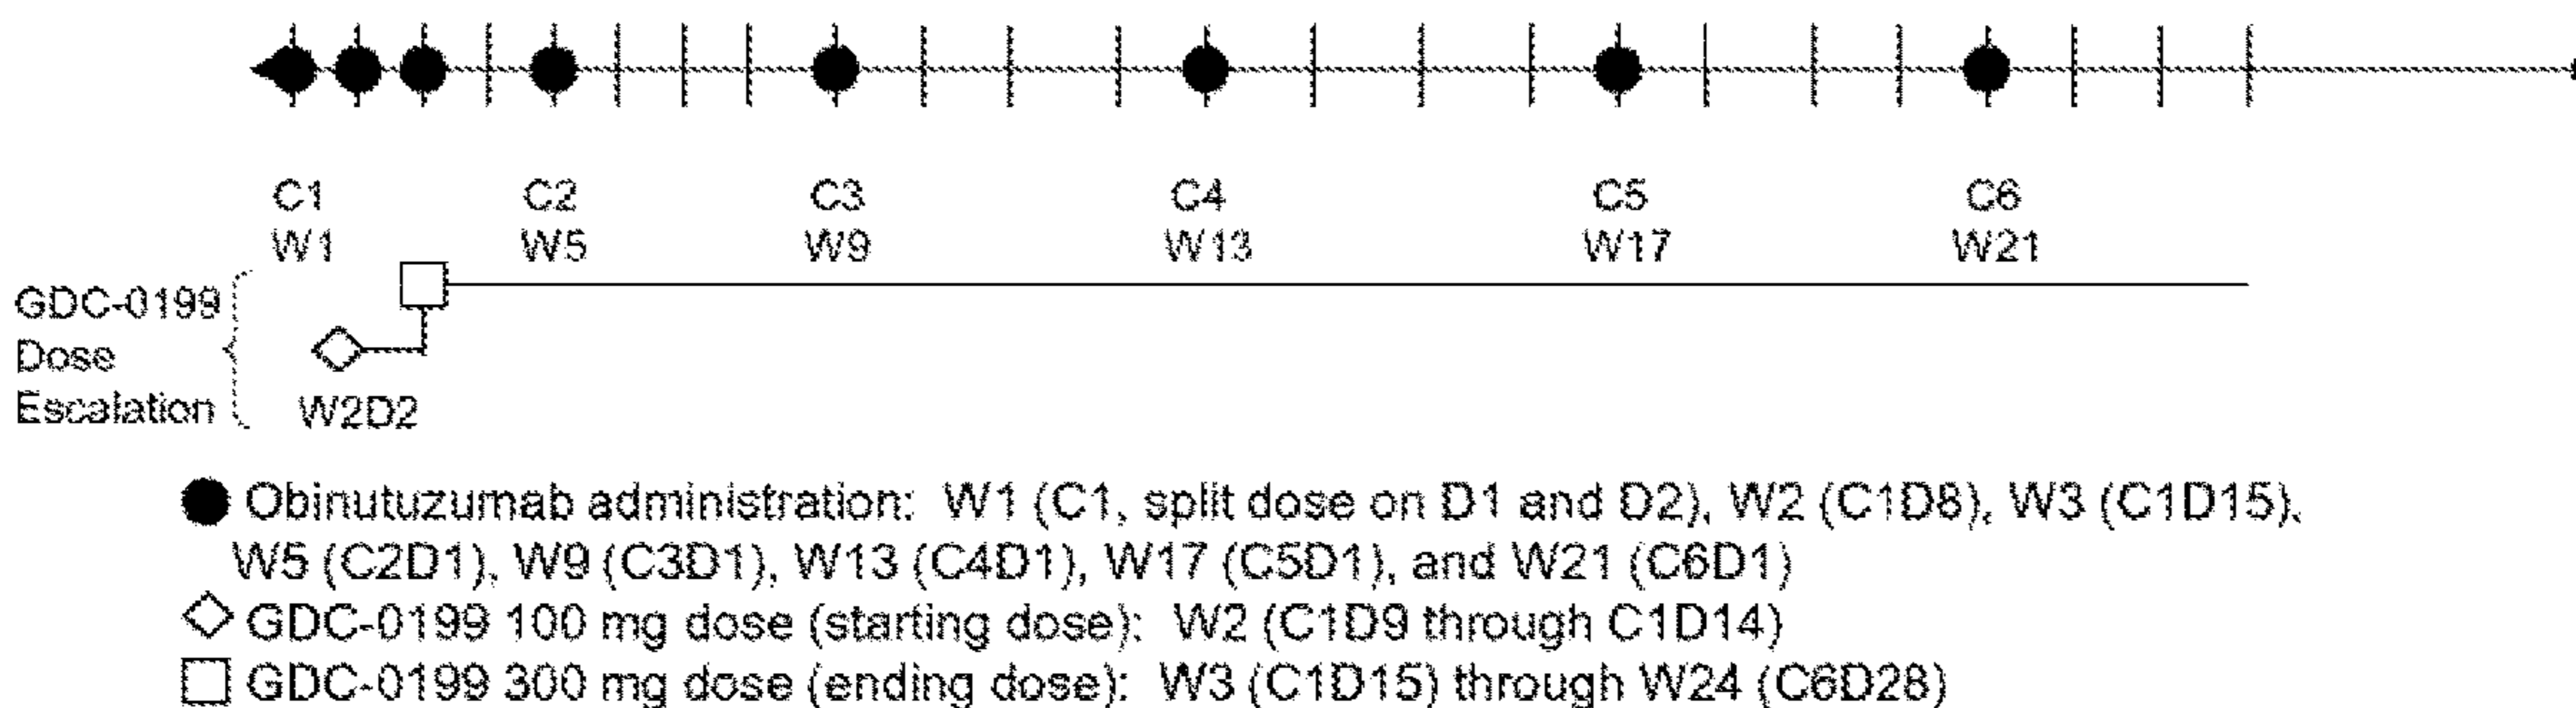 C1 C2 C3 C4 C5 C6
W1 W5 W9 W13 W17 W21
GDC-0199
Dose
Escalation
W2D2
Obinutuzumab administration: W1 (C1, split dose on D1 and D2), W2 (C1D8), W3 (C1D15),
W5 (C2D1), W9 (C3D1), W13 (C4D1), W17 (C5D1), and W21 (C6D1)
GDC-0199 100 mg dose (starting dose): W2 (C1D9 through C1D14)
GDC-0199 300 mg dose (ending dose): W3 (C1D15) through W24 (C6D28)